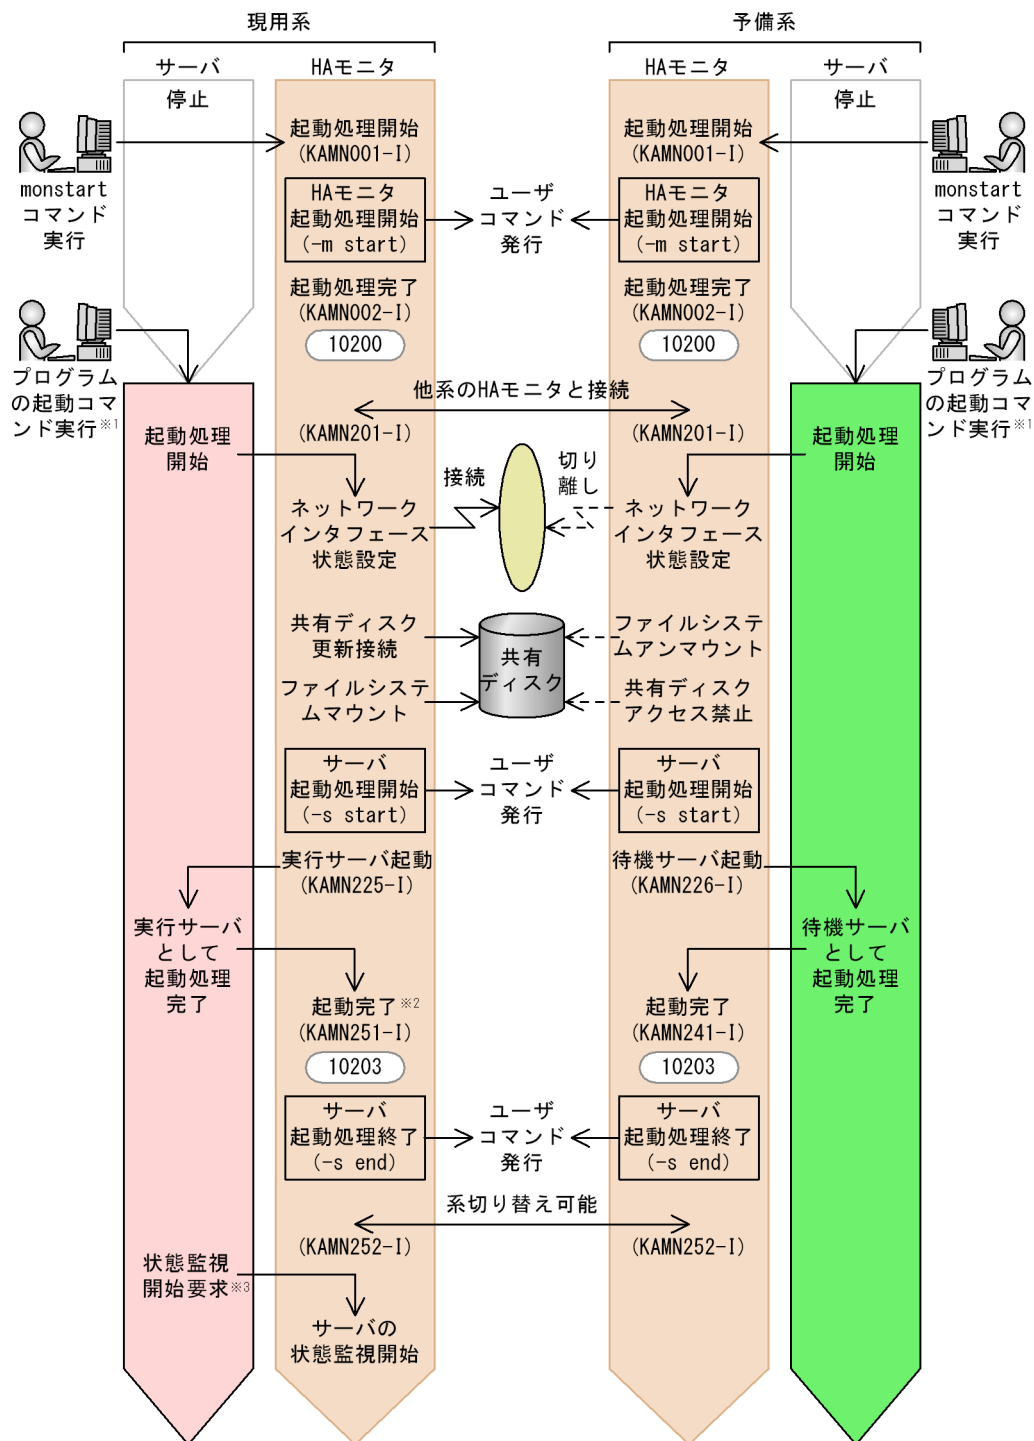 現用系
予備系
サーバ
HAモニタ
HAモニタ
サーバ
停止
停止
起動処理開始
(KAMN001-I)
起動処理開始
(KAMN001-I)
monstart
コマンド
実行
HAモニタ
起動処理開始
(-m start)
ユーザ
コマンド
発行
HAモニタ
起動処理開始
(-m start)
monstart
コマンド
実行
起動処理完了
(KAMN002-I)
10200
起動処理完了
(KAMN002-I)
10200
プログラム
の起動コマ
ンド実行※1
プログラム
の起動コマ
ンド実行※1
他系のHAモニタと接続
(KAMN201-I)
(KAMN201-I)
起動処理
開始
起動処理
開始
接続
切り
離し
ネットワーク
インタフェース
状態設定
ネットワーク
インタフェース
状態設定
共有ディスク
更新接続
共有
ディスク
ファイルシステ
ムアンマウント
ファイルシステ
ムマウント
共有ディスク
アクセス禁止
サーバ
起動処理開始
(-s start)
ユーザ
コマンド
発行
サーバ
起動処理開始
(-s start)
実行サーバ起動
(KAMN225-I)
待機サーバ起動
(KAMN226-I)
実行サーバ
として
起動処理
完了
待機サーバ
として
起動処理
完了
起動完了※2
(KAMN251-I)
10203
起動完了
(KAMN241-I)
10203
サーバ
起動処理終了
(-s end)
ユーザ
コマンド
発行
サーバ
起動処理終了
(-s end)
系切り替え可能
(KAMN252-I)
(KAMN252-I)
状態監視
開始要求※3
サーバの
状態監視開始